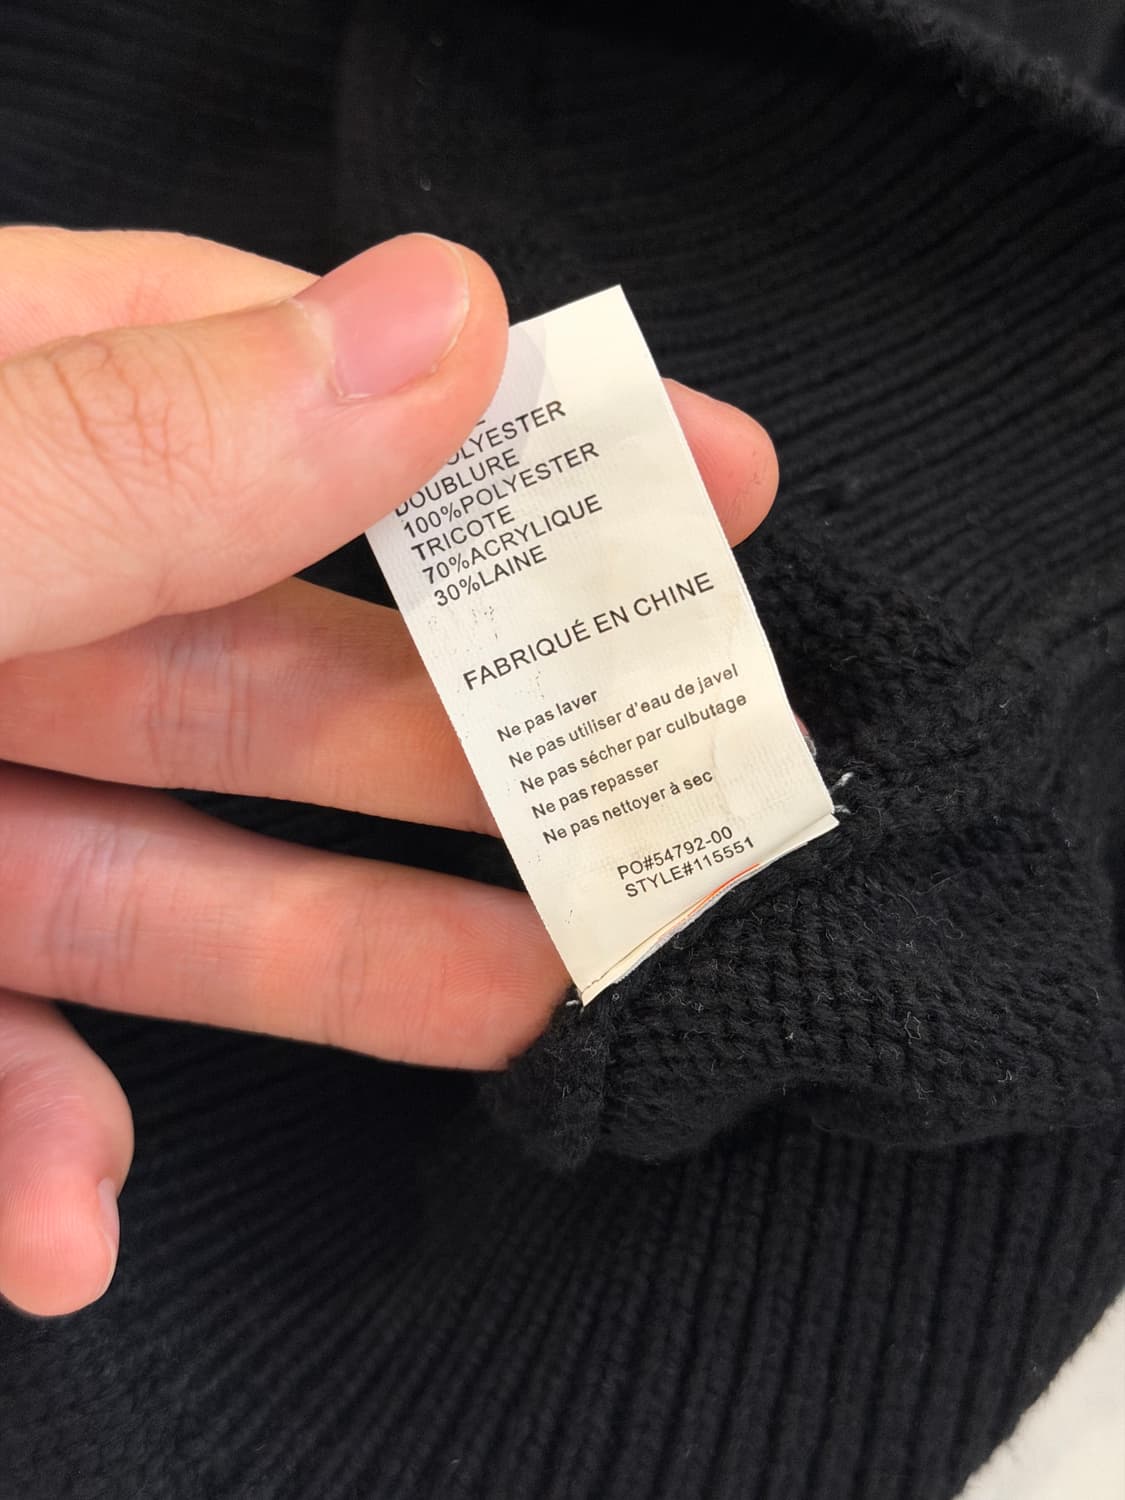 DOUBLURE
100%POLYESTER
TRICOTE
70%ACRYLIQUE
30%LAINE
FABRIQUÉ EN CHINE
Ne pas laver
Ne pas utiliser d'eau de javel
Ne pas sécher par culbutage
Ne pas repasser
Ne pas nettoyer à sec
PO#54792-00
STYLE#115551